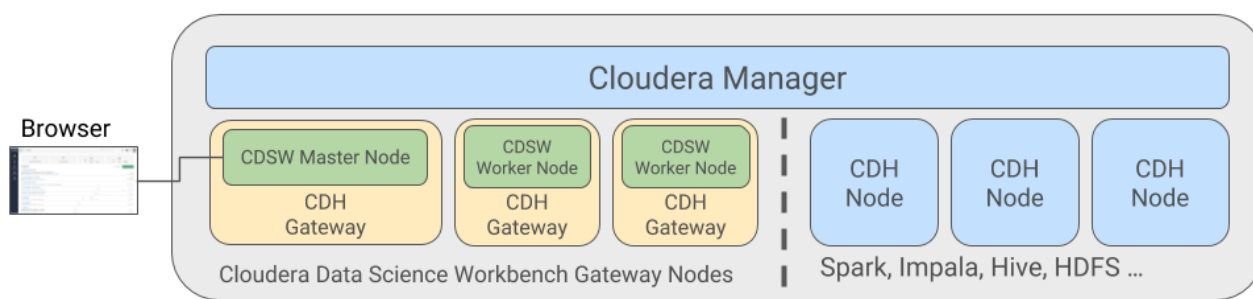 Cloudera Manager
Browser
CDSW Master Node
CDH
Gateway
CDSW
Worker Node
CDH
Gateway
CDSW
Worker Node
CDH
Gateway
CDH
Node
CDH
Node
CDH
Node
Cloudera Data Science Workbench Gateway Nodes
Spark, Impala, Hive, HDFS ...